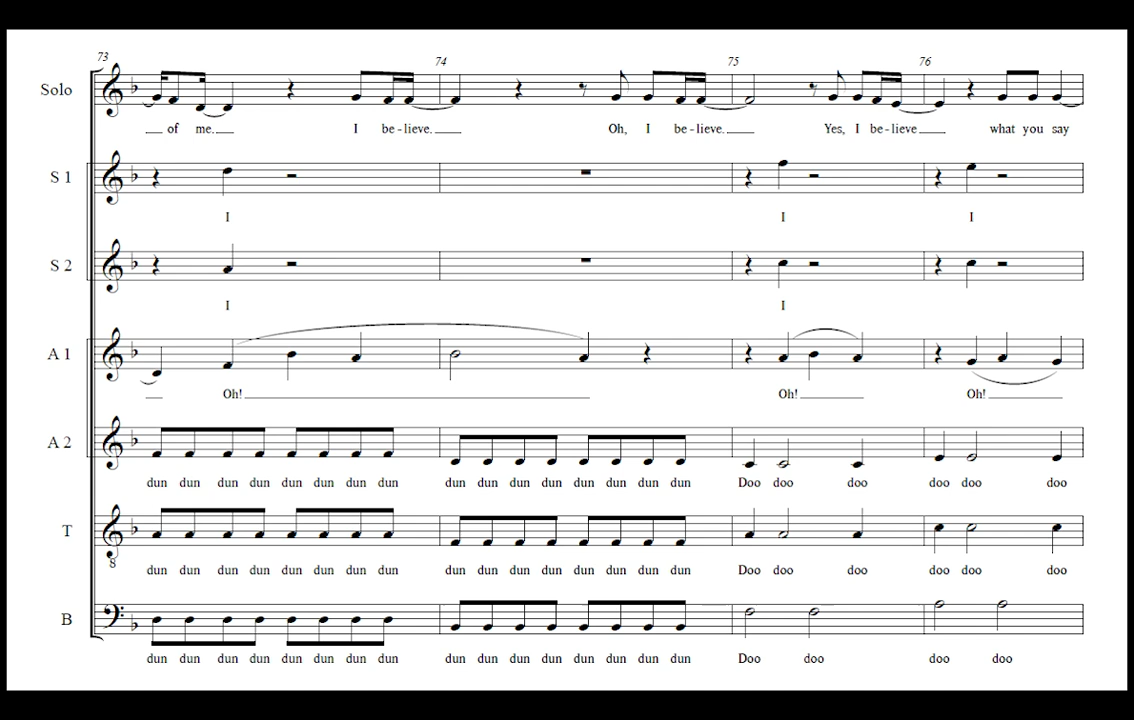 73 74 75 76
Solo
of me. I be - lieve. Oh, I be - lieve. Yes, I be - lieve what you say
S 1
I I I
S 2
I I
A 1
Oh! Oh! Oh!
A 2
dun dun dun dun dun dun dun dun dun dun dun dun dun dun dun dun Doo doo doo doo doo doo
T
8
dun dun dun dun dun dun dun dun dun dun dun dun dun dun dun dun Doo doo doo doo doo doo
B
dun dun dun dun dun dun dun dun dun dun dun dun dun dun dun dun Doo doo doo doo